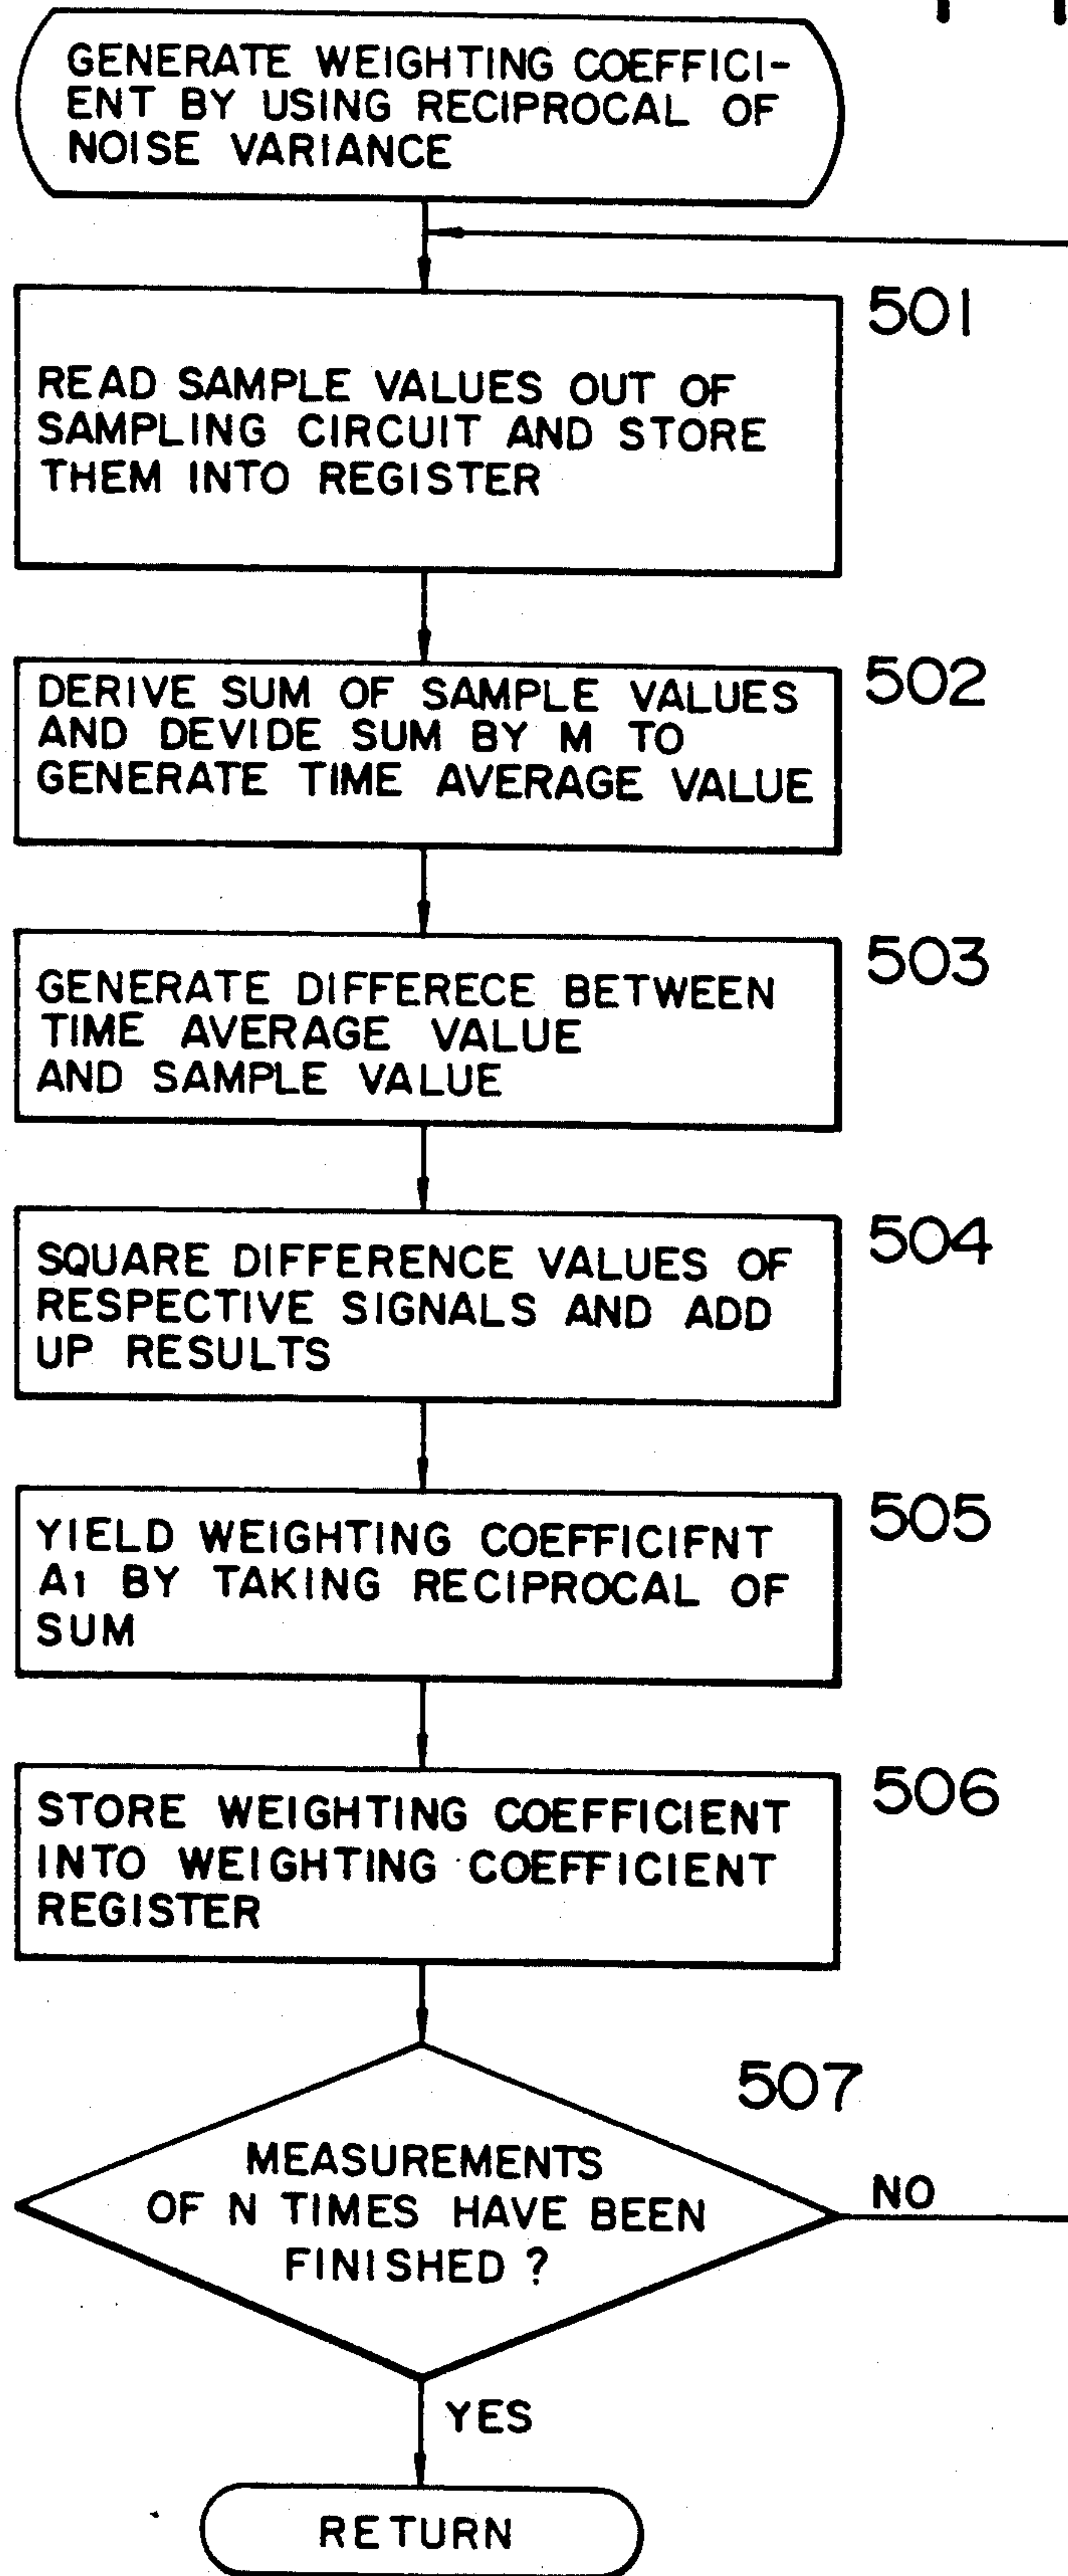 GENERATE WEIGHTING COEFFICI-
ENT BY USING RECIPROCAL OF
NOISE VARIANCE
501
READ SAMPLE VALUES OUT OF
SAMPLING CIRCUIT AND STORE
THEM INTO REGISTER
502
DERIVE SUM OF SAMPLE VALUES
AND DEVIDE SUM BY M TO
GENERATE TIME AVERAGE VALUE
503
GENERATE DIFFERECE BETWEEN
TIME AVERAGE VALUE
AND SAMPLE VALUE
504
SQUARE DIFFERENCE VALUES OF
RESPECTIVE SIGNALS AND ADD
UP RESULTS
505
YIELD WEIGHTING COEFFICIFNT
A1 BY TAKING RECIPROCAL OF
SUM
506
STORE WEIGHTING COEFFICIENT
INTO WEIGHTING COEFFICIENT
REGISTER
507
MEASUREMENTS
OF N TIMES HAVE BEEN
FINISHED ?
NO
YES
RETURN